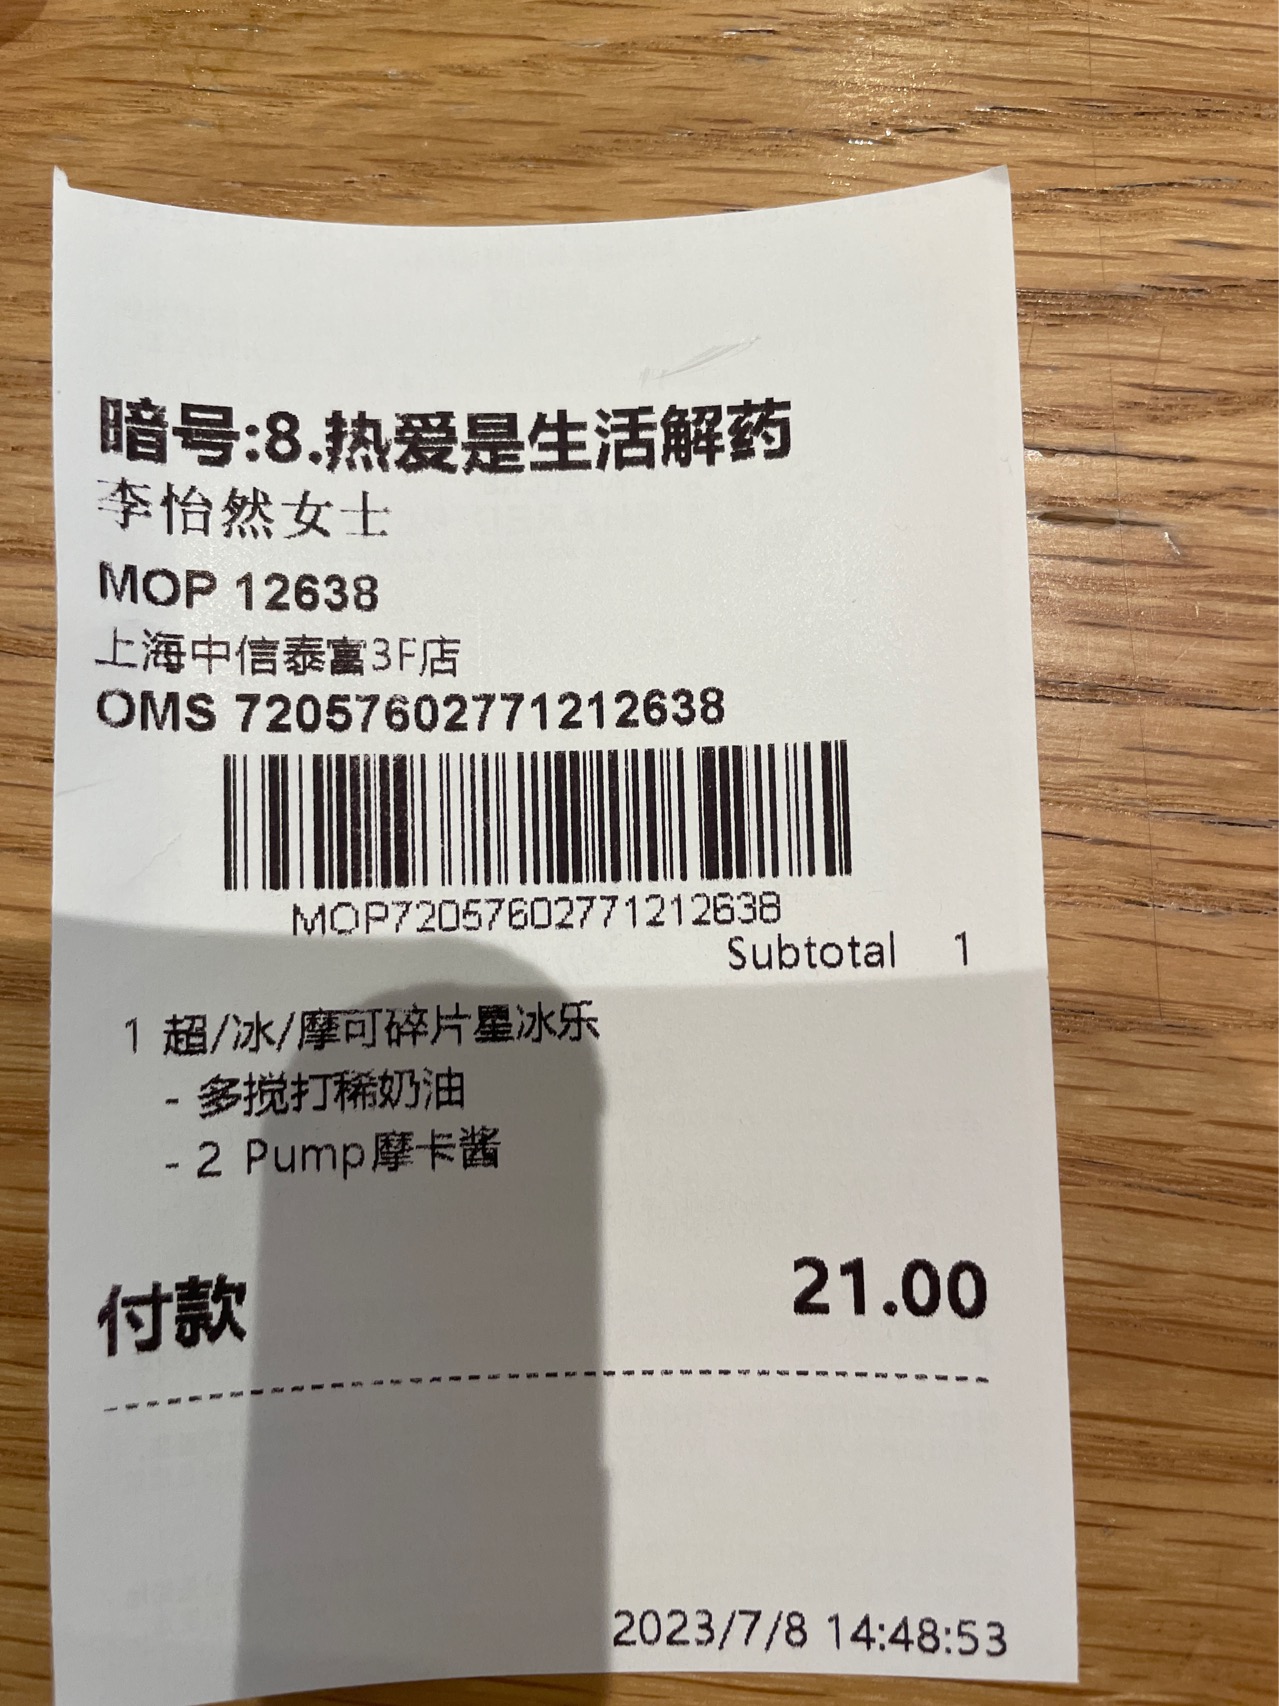 暗号:8.热爱是生活解药
李怡然女士
MOP 12638
上海中信泰富3F店
OMS 72057602771212638
MOP72057602771212638
Subtotal 1
1 超/冰/摩可碎片星冰乐
- 多搅打稀奶油
- 2 Pump摩卡酱
付款 21.00
2023/7/8 14:48:53